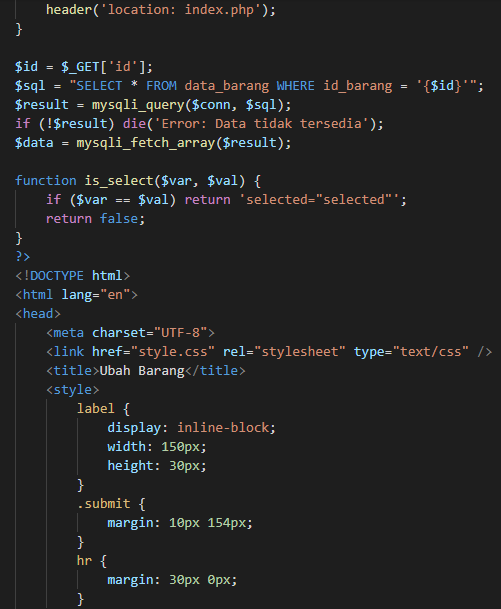 header('location: index.php');
}
$id = $_GET['id'];
$sql = "SELECT * FROM data_barang WHERE id_barang = '{$id}'";
$result = mysqli_query($conn, $sql);
if (!$result) die('Error: Data tidak tersedia');
$data = mysqli_fetch_array($result);
function is_select($var, $val) {
if ($var == $val) return 'selected="selected"';
return false;
}
?>
<!DOCTYPE html>
<html lang="en">
<head>
<meta charset="UTF-8">
<link href="style.css" rel="stylesheet" type="text/css" />
<title>Ubah Barang</title>
<style>
label {
display: inline-block;
width: 150px;
height: 30px;
}
.submit {
margin: 10px 154px;
}
hr {
margin: 30px 0px;
}